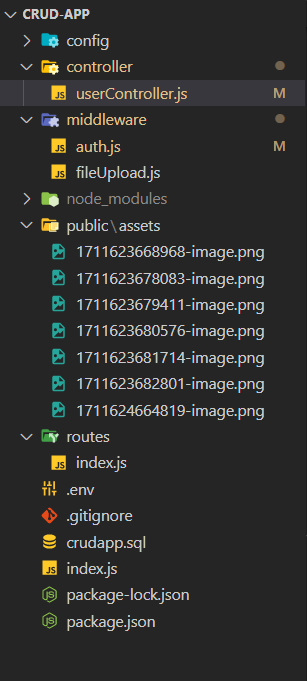 CRUD-APP
config
controller
JS userController.js M
middleware
JS auth.js M
JS fileUpload.js
node_modules
public\assets
1711623668968-image.png
1711623678083-image.png
1711623679411-image.png
1711623680576-image.png
1711623681714-image.png
1711623682801-image.png
1711624664819-image.png
routes
JS index.js
.env
.gitignore
crudapp.sql
JS index.js
package-lock.json
package.json